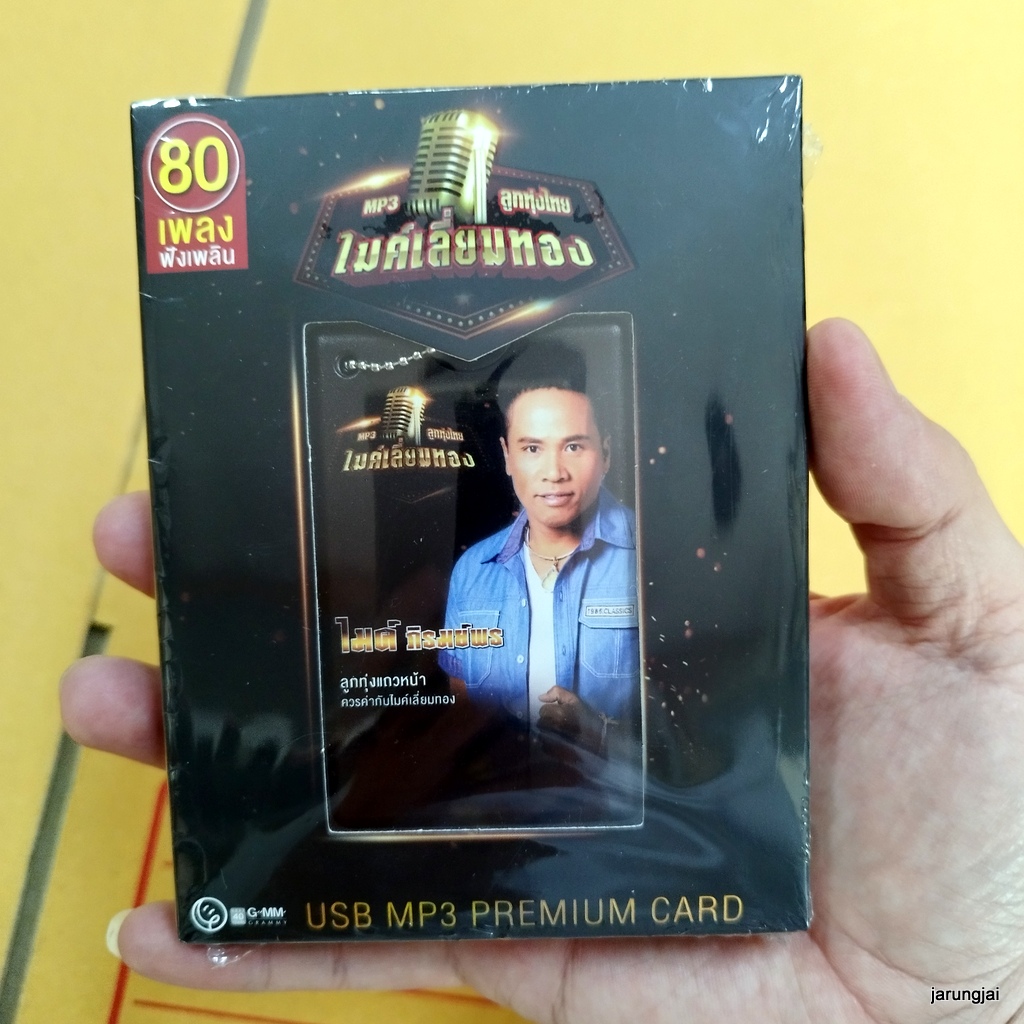 80
เพลง
ฟังเพลิน
MP3 ลูกทุ่งไทย
ไมค์เลี่ยมทอง
MP3 ลูกทุ่งไทย
ไมค์เลี่ยมทอง
TRUE CLASSICS
ไมค์ ภิรมย์พร
ลูกทุ่งแถวหน้า
ควรค่ากับไมค์เลี่ยมทอง
40 GMM GRAMMY
USB MP3 PREMIUM CARD
jarungjai